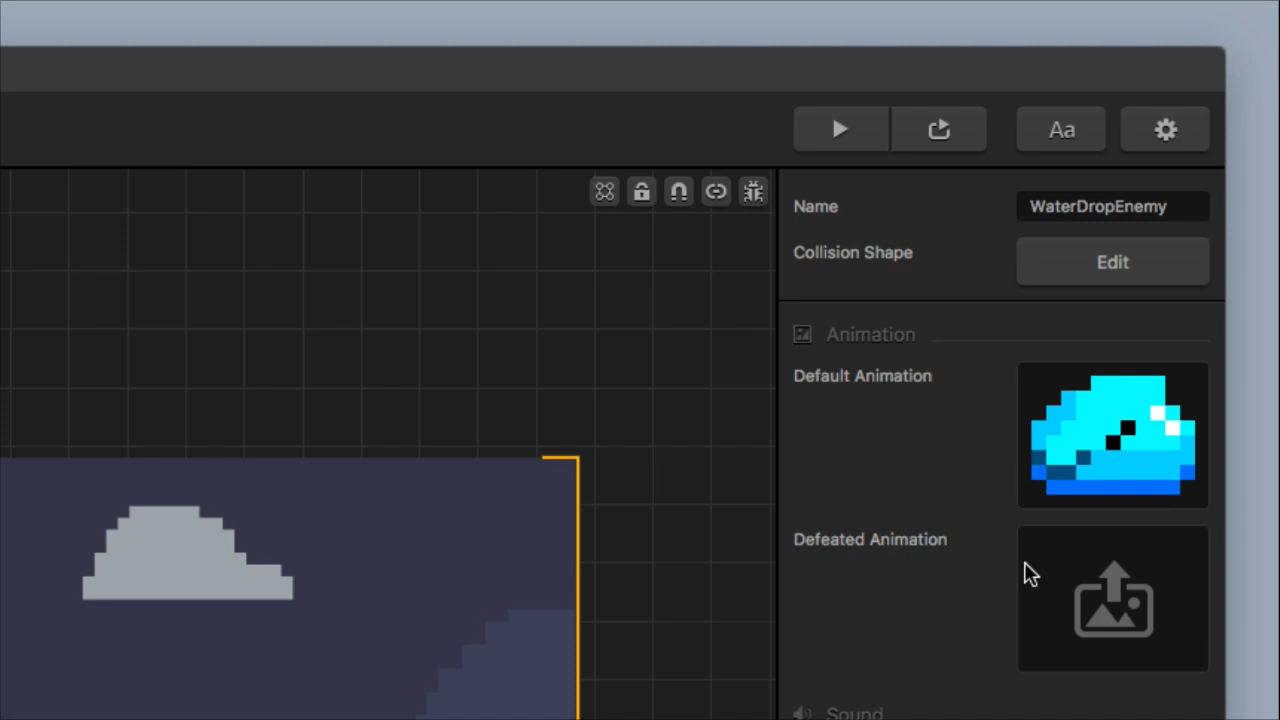 Aa
Name
WaterDropEnemy
Collision Shape
Edit
Animation
Default Animation
Defeated Animation
Sound